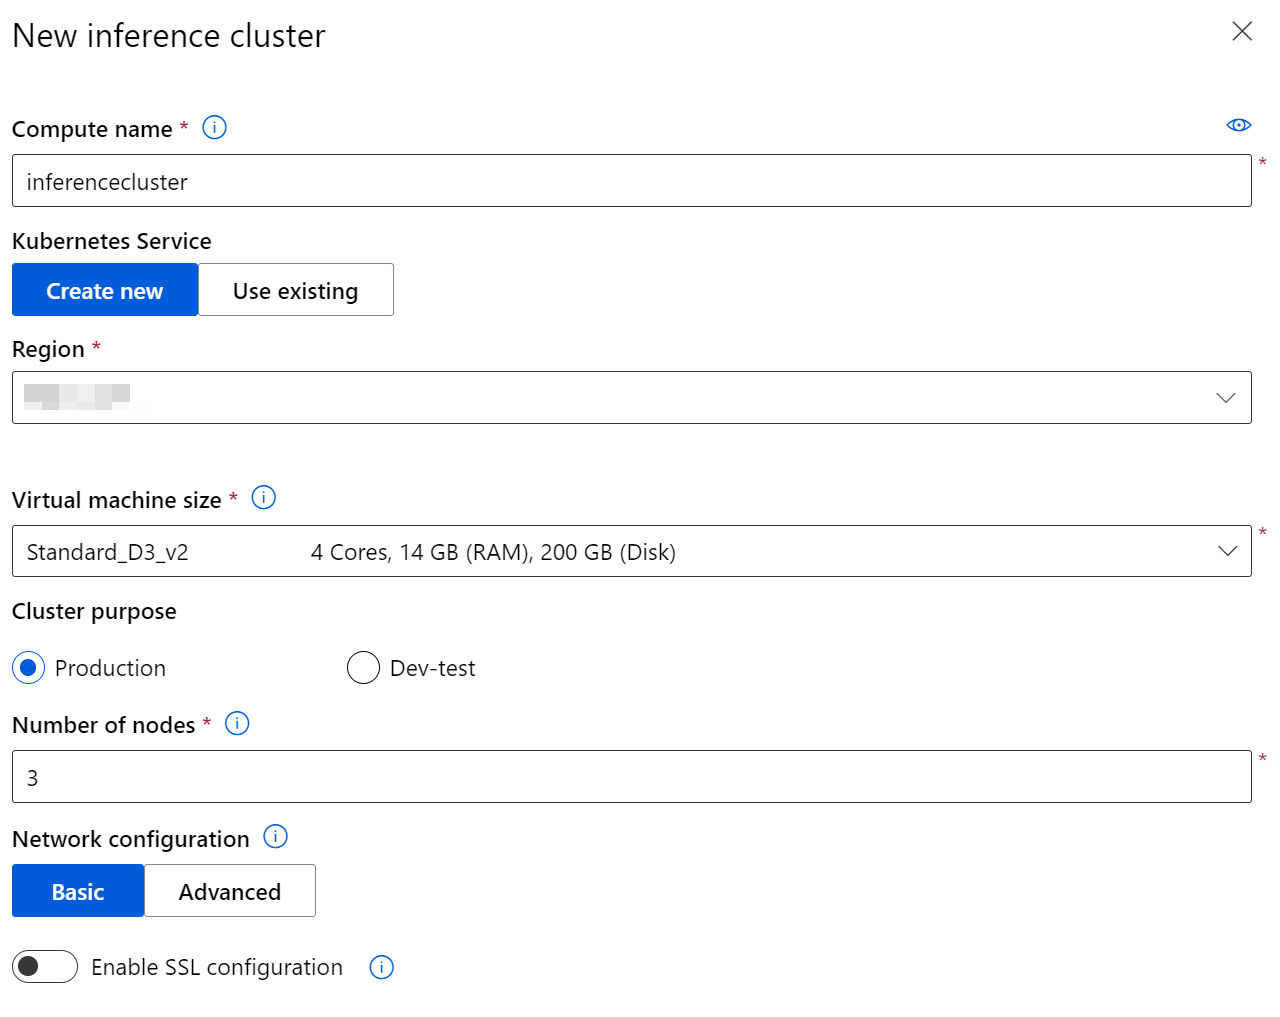 New inference cluster
Compute name *
*
inferencecluster
Kubernetes Service
Create new Use existing
Region *
Virtual machine size *
*
Standard_D3_v2 4 Cores, 14 GB (RAM), 200 GB (Disk)
Cluster purpose
Production Dev-test
Number of nodes *
*
3
Network configuration
Basic Advanced
Enable SSL configuration